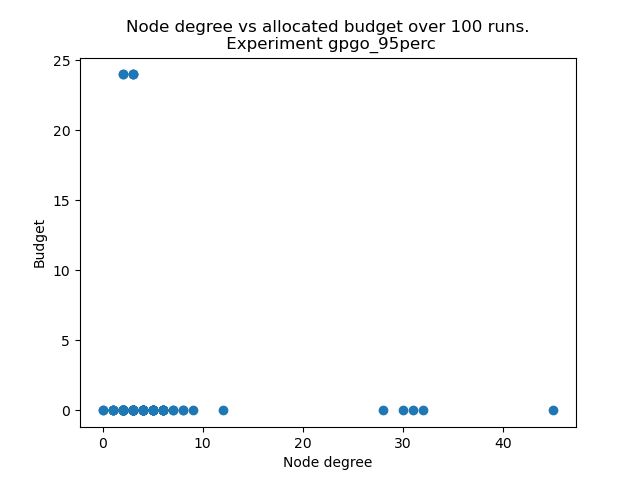 Node degree vs allocated budget over 100 runs.
Experiment gpgo_95perc
25
20
15
10
5
0
Budget
0 10 20 30 40
Node degree